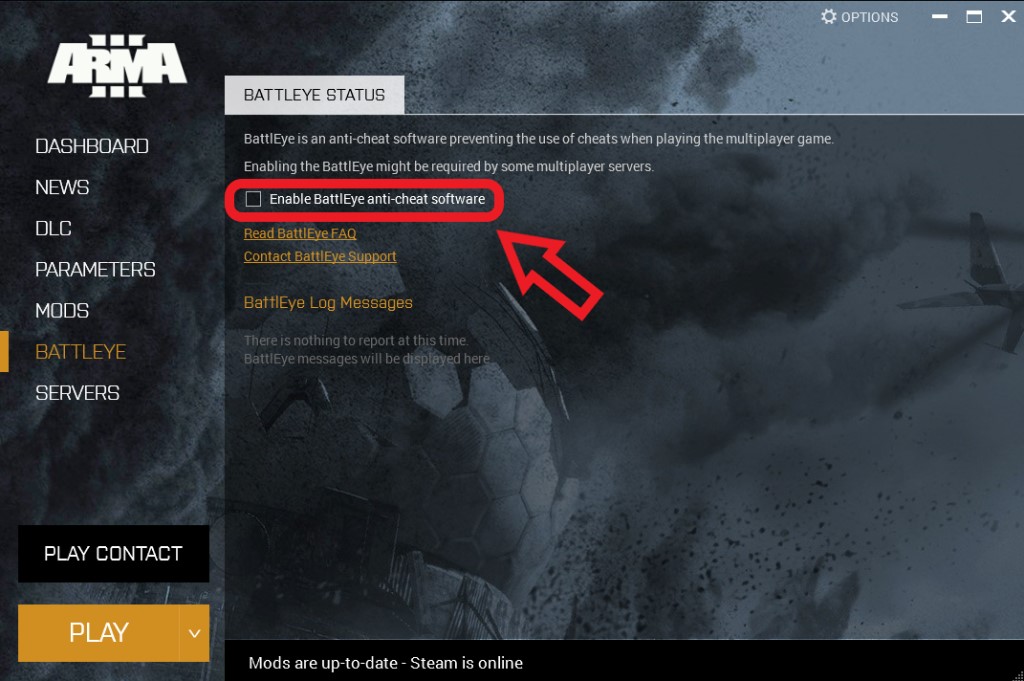 OPTIONS
ARMA
III
DASHBOARD
NEWS
DLC
PARAMETERS
MODS
BATTLEYE
SERVERS
PLAY CONTACT
PLAY
BATTLEYE STATUS
BattlEye is an anti-cheat software preventing the use of cheats when playing the multiplayer game.
Enabling the BattlEye might be required by some multiplayer servers.
Enable BattlEye anti-cheat software
Read BattlEye FAQ
Contact BattlEye Support
BattlEye Log Messages
There is nothing to report at this time.
BattlEye messages will be displayed here.
Mods are up-to-date - Steam is online